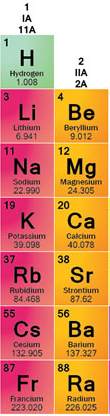 1
IA
11A
1
H
Hydrogen
1.008
2
IIA
2A
3
Li
Lithium
6.941
4
Be
Beryllium
9.012
11
Na
Sodium
22.990
12
Mg
Magnesium
24.305
19
K
Potassium
39.098
20
Ca
Calcium
40.078
37
Rb
Rubidium
84.468
38
Sr
Strontium
87.62
55
Cs
Cesium
132.905
56
Ba
Barium
137.327
87
Fr
Francium
223.020
88
Ra
Radium
226.025